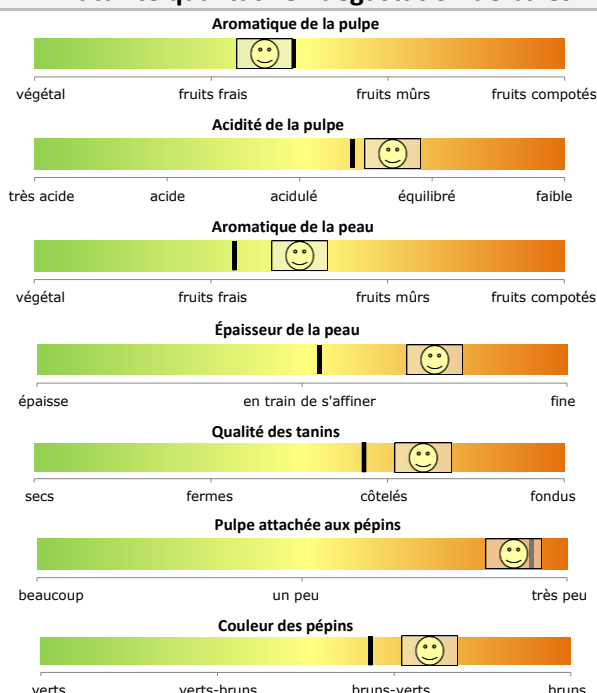 Aromatique de la pulpe
végétal fruits frais fruits mûrs fruits compotés
Acidité de la pulpe
très acide acide acidulé équilibré faible
Aromatique de la peau
végétal fruits frais fruits mûrs fruits compotés
Épaisseur de la peau
épaisse en train de s'affiner fine
Qualité des tanins
secs fermes côtelés fondus
Pulpe attachée aux pépins
beaucoup un peu très peu
Couleur des pépins
verts verts-bruns bruns-verts bruns